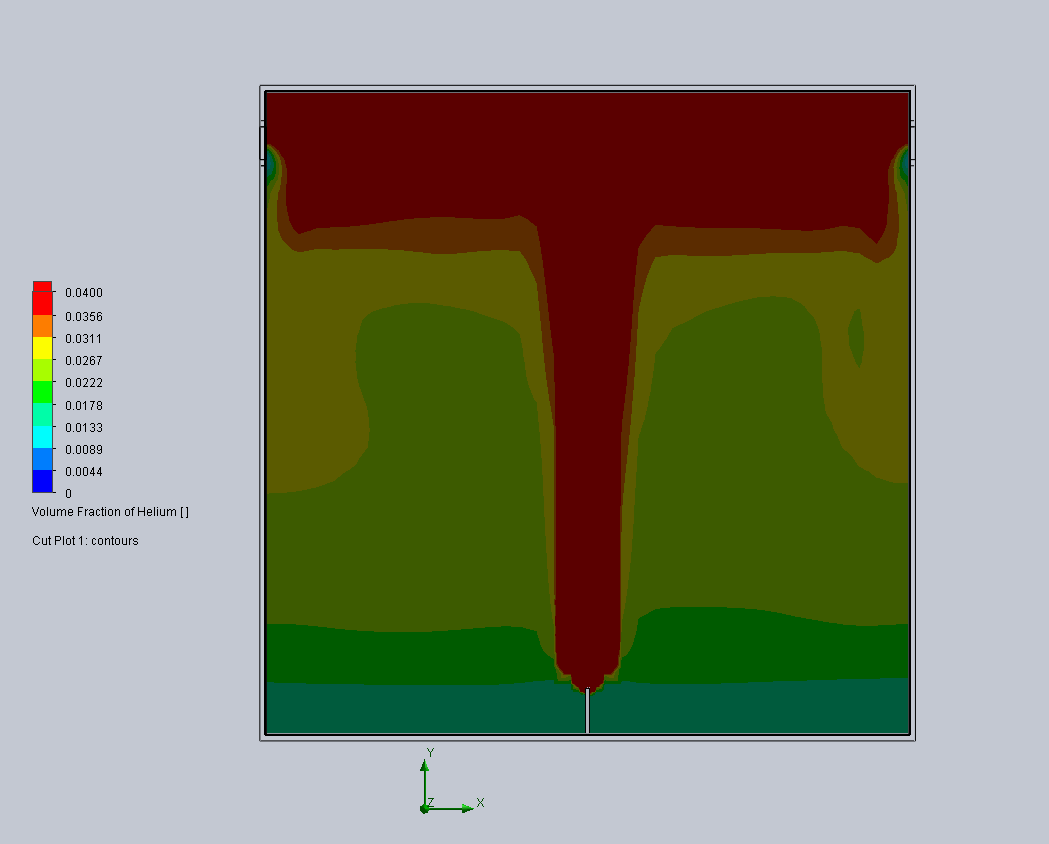 0.0400
0.0356
0.0311
0.0267
0.0222
0.0178
0.0133
0.0089
0.0044
0
Volume Fraction of Helium [ ]
Cut Plot 1: contours
Y
Z X